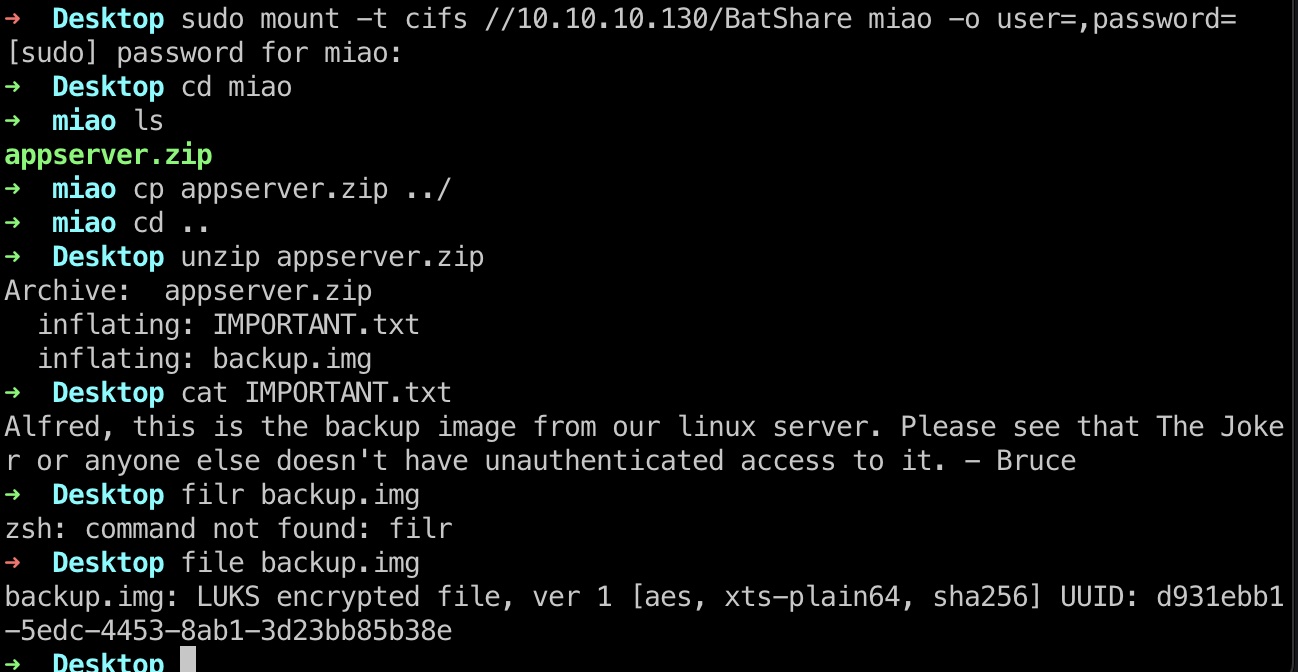 →  Desktop sudo mount -t cifs //10.10.10.130/BatShare miao -o user=,password=
[sudo] password for miao:
→  Desktop cd miao
→  miao ls
appserver.zip
→  miao cp appserver.zip ../
→  miao cd ..
→  Desktop unzip appserver.zip
Archive:  appserver.zip
  inflating: IMPORTANT.txt
  inflating: backup.img
→  Desktop cat IMPORTANT.txt
Alfred, this is the backup image from our linux server. Please see that The Joke
r or anyone else doesn't have unauthenticated access to it. - Bruce
→  Desktop filr backup.img
zsh: command not found: filr
→  Desktop file backup.img
backup.img: LUKS encrypted file, ver 1 [aes, xts-plain64, sha256] UUID: d931ebb1
-5edc-4453-8ab1-3d23bb85b38e
→  Desktop